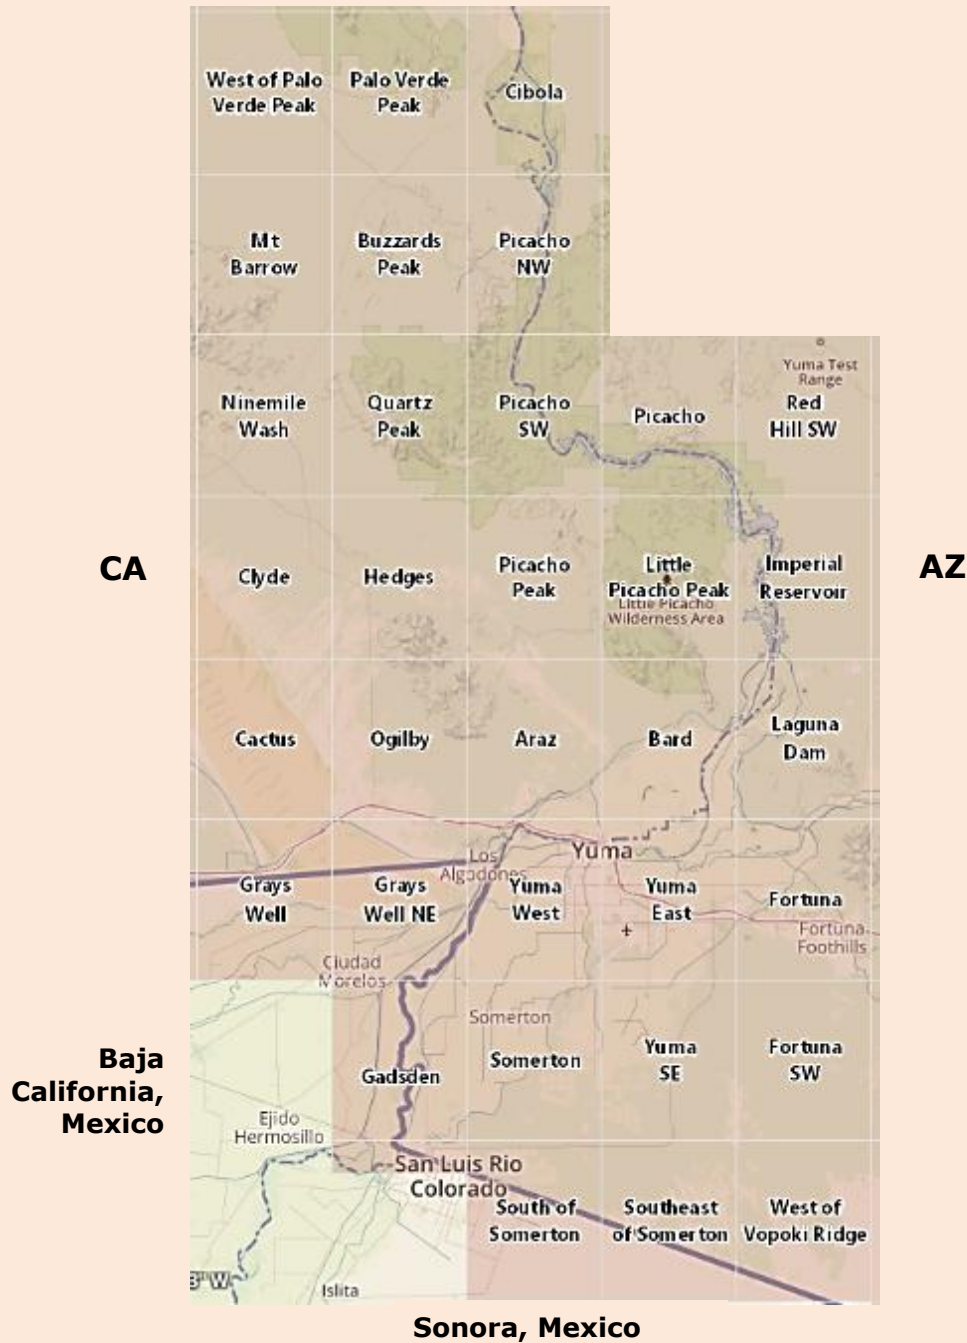 West of Palo
Verde Peak
Palo Verde
Peak
Cibola
Mt
Barrow
Buzzards
Peak
Picacho
NW
Yuma Test
Range
Ninemile
Wash
Quartz
Peak
Picacho
SW
Picacho
Red
Hill SW
CA
Clyde
Hedges
Picacho
Peak
Little
Picacho Peak
Little Picacho
Wilderness Area
Imperial
Reservoir
AZ
Cactus
Ogilby
Araz
Bard
Laguna
Dam
Yuma
Los
Algodones
Grays
Well
Grays
Well NE
Yuma
West
Yuma
East
Fortuna
Fortuna
Foothills
Ciudad
Morelos
Somerton
Baja
California,
Mexico
Gadsden
Somerton
Yuma
SE
Fortuna
SW
Ejido
Hermosillo
San Luis Rio
Colorado
South of
Somerton
Southeast
of Somerton
West of
Vopoki Ridge
Islita
Sonora, Mexico